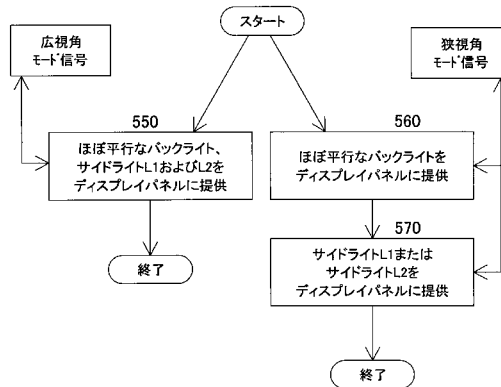 スタート
広視角
モード信号
狭視角
モード信号
550
ほぼ平行なバックライト、
サイドライトL1およびL2を
ディスプレイパネルに提供
560
ほぼ平行なバックライトを
ディスプレイパネルに提供
570
サイドライトL1または
サイドライトL2を
ディスプレイパネルに提供
終了
終了